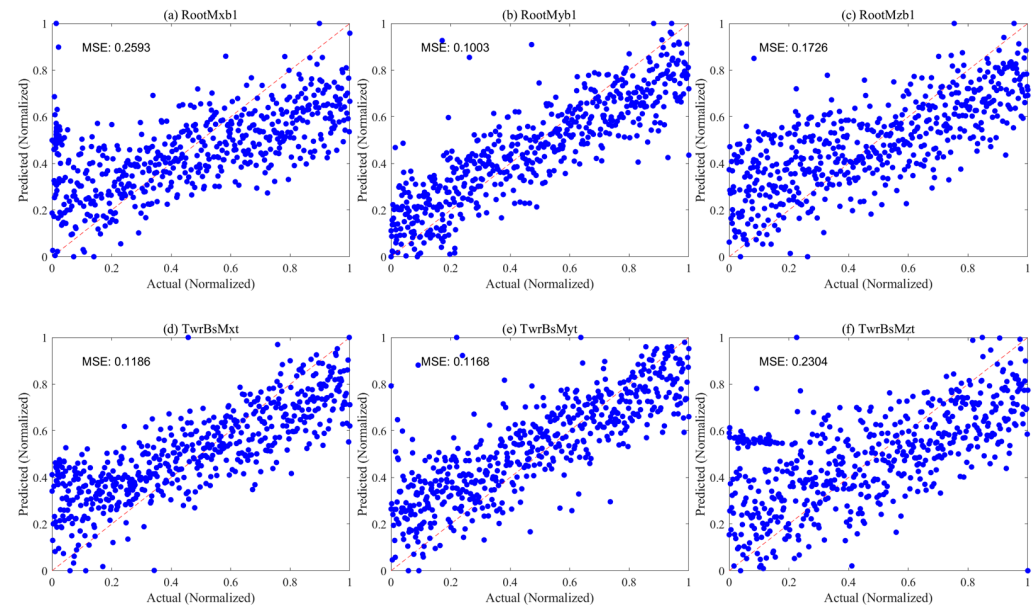 (a) RootMxb1
MSE: 0.2593
1
0.8
0.6
0.4
0.2
0
Predicted (Normalized)
0 0.2 0.4 0.6 0.8 1
Actual (Normalized)
(b) RootMyb1
MSE: 0.1003
1
0.8
0.6
0.4
0.2
0
Predicted (Normalized)
0 0.2 0.4 0.6 0.8 1
Actual (Normalized)
(c) RootMzb1
MSE: 0.1726
1
0.8
0.6
0.4
0.2
0
Predicted (Normalized)
0 0.2 0.4 0.6 0.8 1
Actual (Normalized)
(d) TwrBsMxt
MSE: 0.1186
1
0.8
0.6
0.4
0.2
0
Predicted (Normalized)
0 0.2 0.4 0.6 0.8 1
Actual (Normalized)
(e) TwrBsMyt
MSE: 0.1168
1
0.8
0.6
0.4
0.2
0
Predicted (Normalized)
0 0.2 0.4 0.6 0.8 1
Actual (Normalized)
(f) TwrBsMzt
MSE: 0.2304
1
0.8
0.6
0.4
0.2
0
Predicted (Normalized)
0 0.2 0.4 0.6 0.8 1
Actual (Normalized)